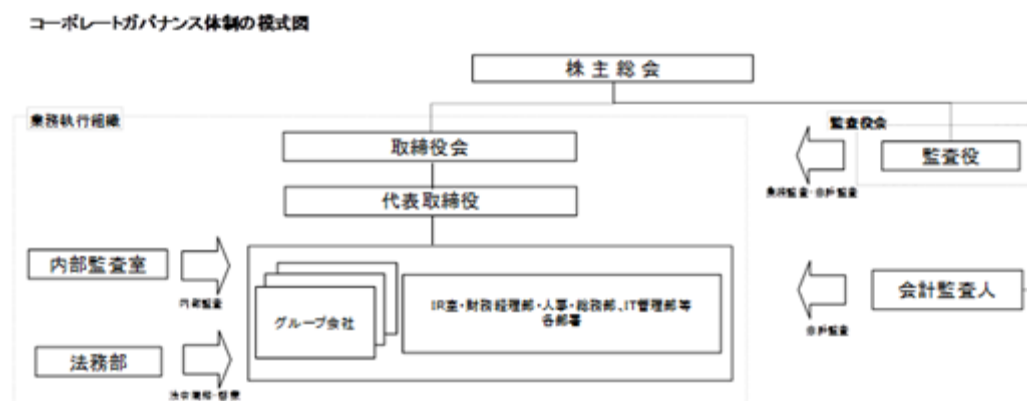 コーポレートガバナンス体制の模式図
株主総会
業務執行組織
監査役会
取締役会
監査役
代表取締役
業務監査・会計監査
内部監査室
内部監査
グループ会社
IR室・財務経理部・人事・総務部、IT管理部等
各部署
会計監査人
会計監査
法務部